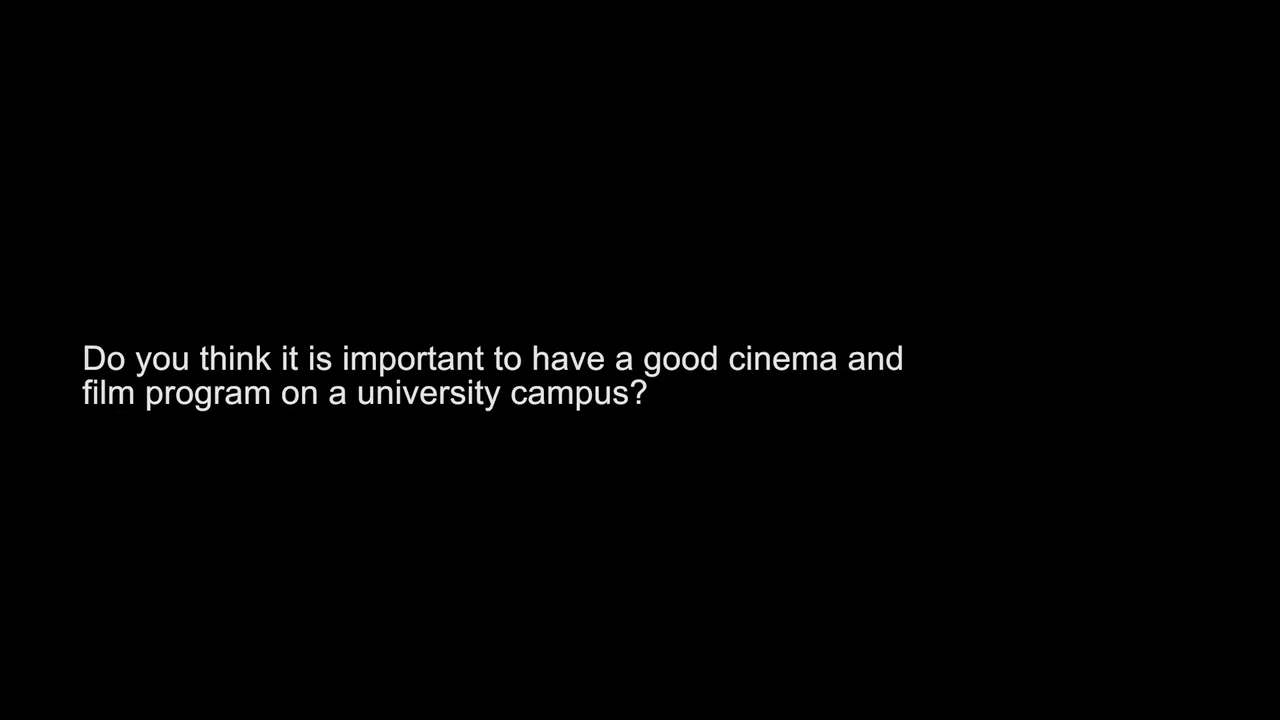 Do you think it is important to have a good cinema and
film program on a university campus?